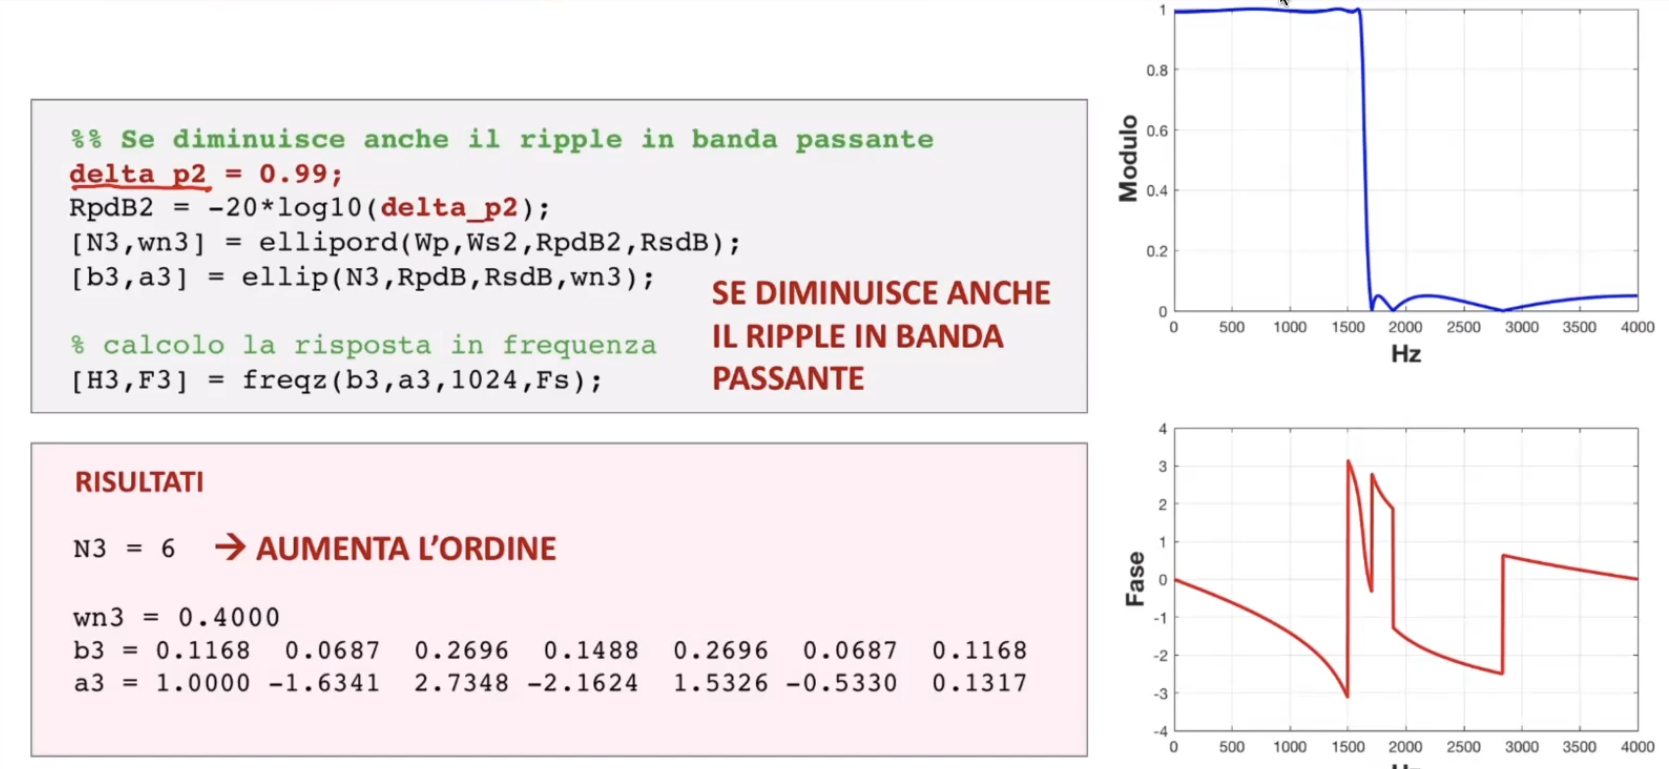 %% Se diminuisce anche il ripple in banda passante
delta p2 = 0.99;
RpdB2 = -20*log10(delta_p2);
[N3,wn3] = ellipord(Wp,Ws2,RpdB2,RsdB);
[b3,a3] = ellip(N3,RpdB,RsdB,wn3);
% calcolo la risposta in frequenza
[H3,F3] = freqz(b3,a3,1024,Fs);
SE DIMINUISCE ANCHE
IL RIPPLE IN BANDA
PASSANTE
RISULTATI
N3 = 6 → AUMENTA L'ORDINE
wn3 = 0.4000
b3 = 0.1168 0.0687 0.2696 0.1488 0.2696 0.0687 0.1168
a3 = 1.0000 -1.6341 2.7348 -2.1624 1.5326 -0.5330 0.1317
Modulo
1
0.8
0.6
0.4
0.2
0
0 500 1000 1500 2000 2500 3000 3500 4000
Hz
Fase
4
3
2
1
0
-1
-2
-3
-4
0 500 1000 1500 2000 2500 3000 3500 4000